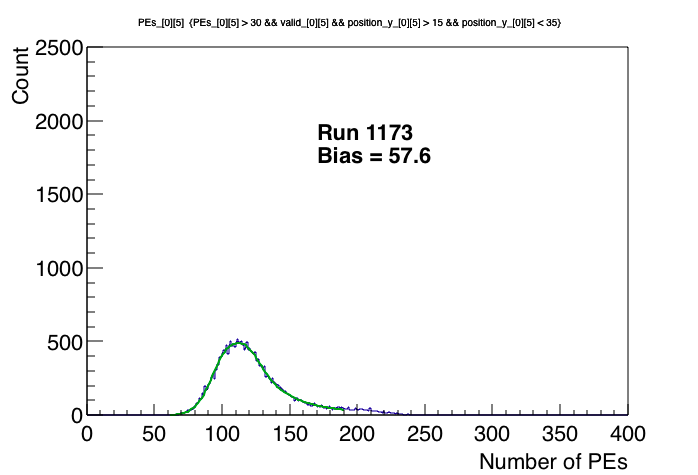 PEs_[0][5] {PEs_[0][5] > 30 && valid_[0][5] && position_y_[0][5] > 15 && position_y_[0][5] < 35}
Count
2500
2000
1500
1000
500
0
Run 1173
Bias = 57.6
0 50 100 150 200 250 300 350 400
Number of PEs